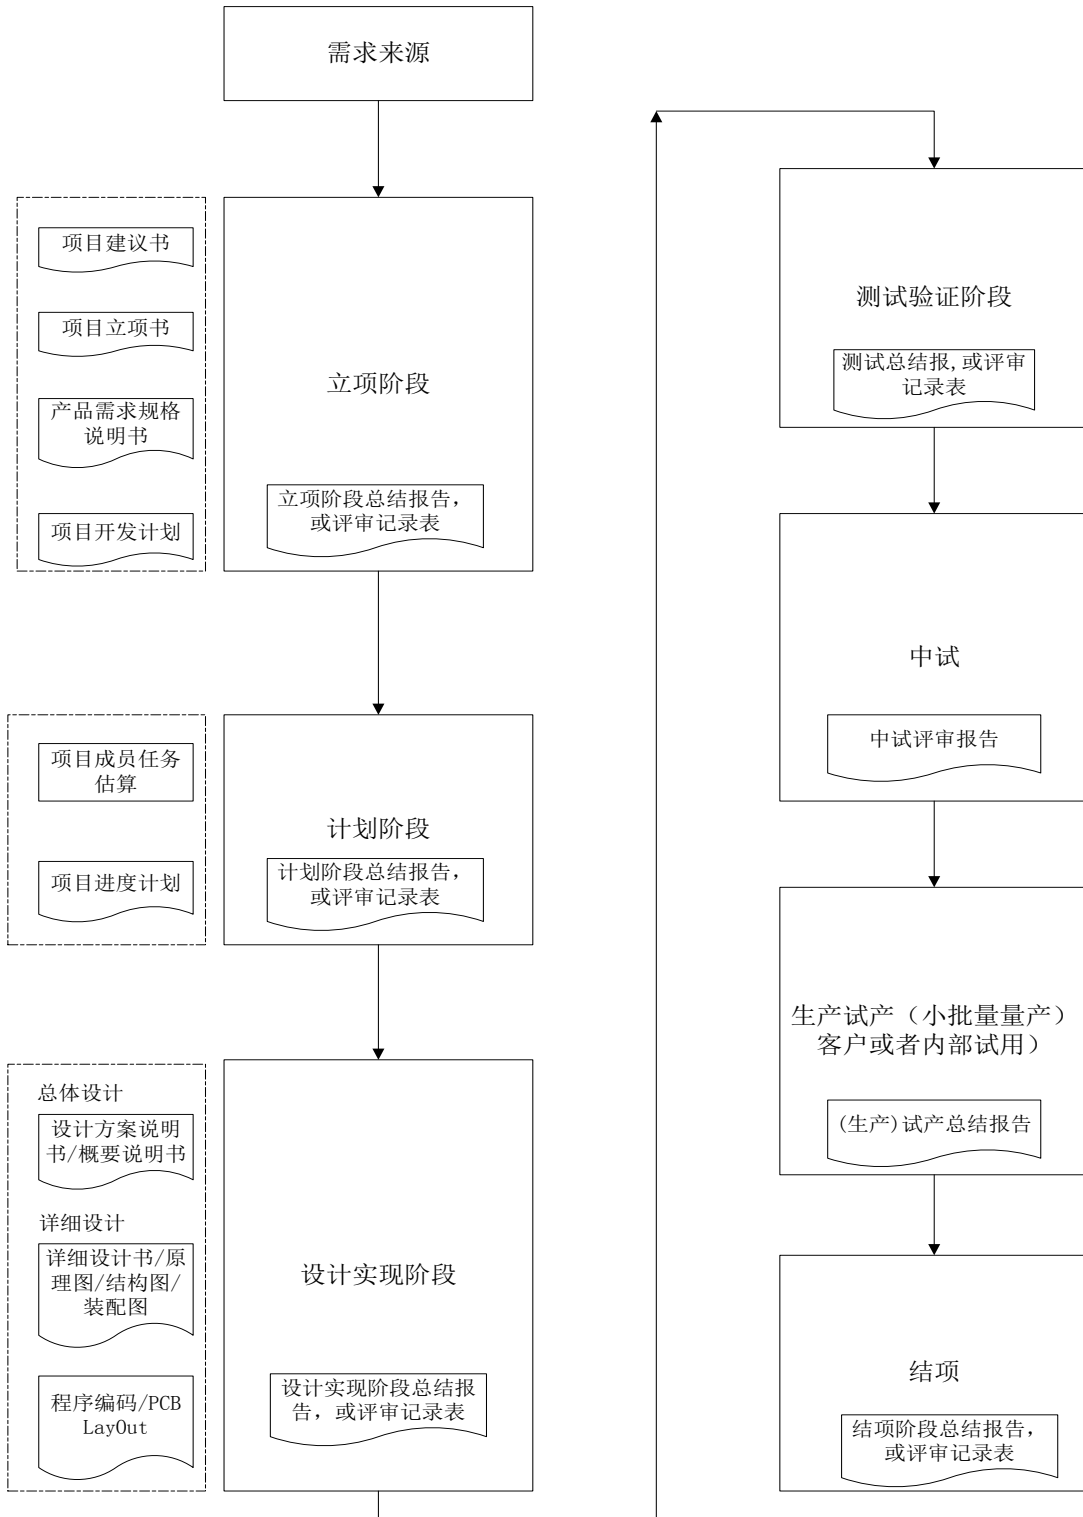 需求来源
项目建议书
项目立项书
产品需求规格
说明书
项目开发计划
立项阶段
立项阶段总结报告，
或评审记录表
项目成员任务
估算
项目进度计划
计划阶段
计划阶段总结报告，
或评审记录表
总体设计
设计方案说明
书/概要说明书
详细设计
详细设计书/原
理图/结构图/
装配图
程序编码/PCB
LayOut
设计实现阶段
设计实现阶段总结报
告，或评审记录表
测试验证阶段
测试总结报,或评审
记录表
中试
中试评审报告
生产试产（小批量量产）
客户或者内部试用）
(生产)试产总结报告
结项
结项阶段总结报告，
或评审记录表